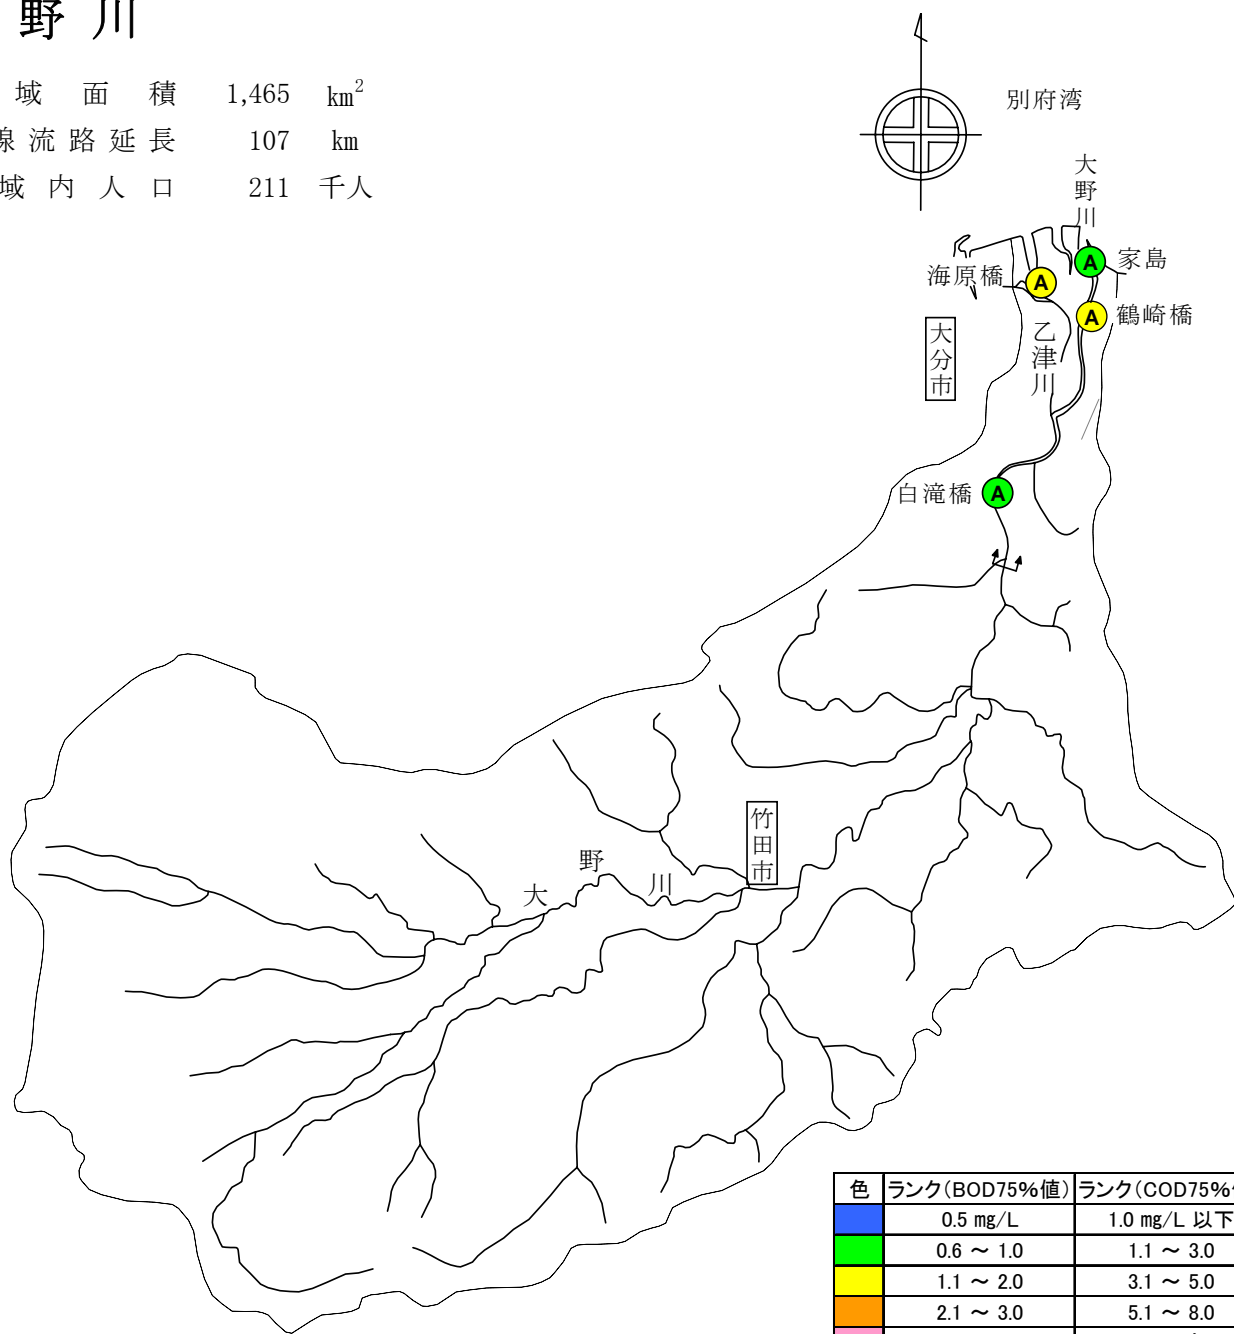 野川
域面積 1,465 km²
線流路延長 107 km
域内人口 211 千人
別府湾
大野川
家島
海原橋
鶴崎橋
大分市
乙津川
白滝橋
竹田市
大野川
A
A
A
A
色 ランク(BOD75%値) ランク(COD75%
0.5 mg/L 1.0 mg/L 以下
0.6 ～ 1.0 1.1 ～ 3.0
1.1 ～ 2.0 3.1 ～ 5.0
2.1 ～ 3.0 5.1 ～ 8.0